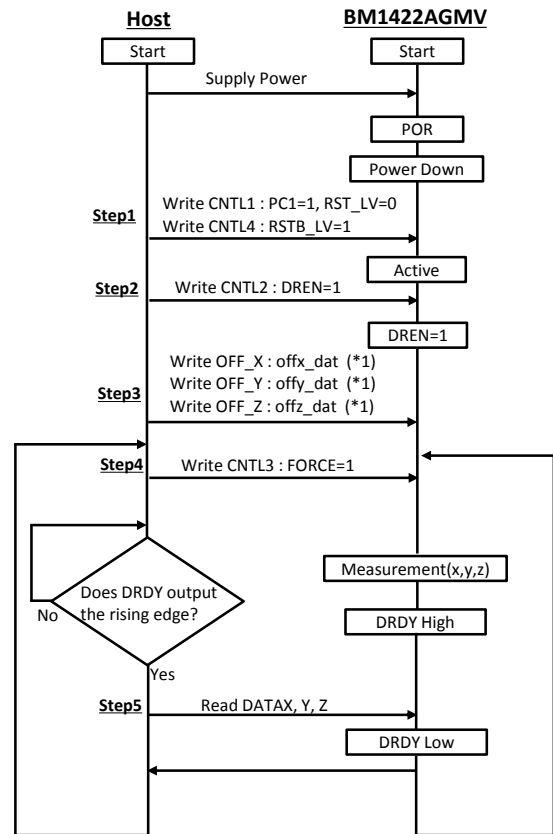 Host
BM1422AGMV
Start
Start
Supply Power
POR
Power Down
Step1
Write CNTL1 : PC1=1, RST_LV=0
Write CNTL4 : RSTB_LV=1
Active
Step2
Write CNTL2 : DREN=1
DREN=1
Step3
Write OFF_X : offx_dat (*1)
Write OFF_Y : offy_dat (*1)
Write OFF_Z : offz_dat (*1)
Step4
Write CNTL3 : FORCE=1
Measurement(x,y,z)
Does DRDY output
the rising edge?
No
DRDY High
Yes
Step5
Read DATAX, Y, Z
DRDY Low